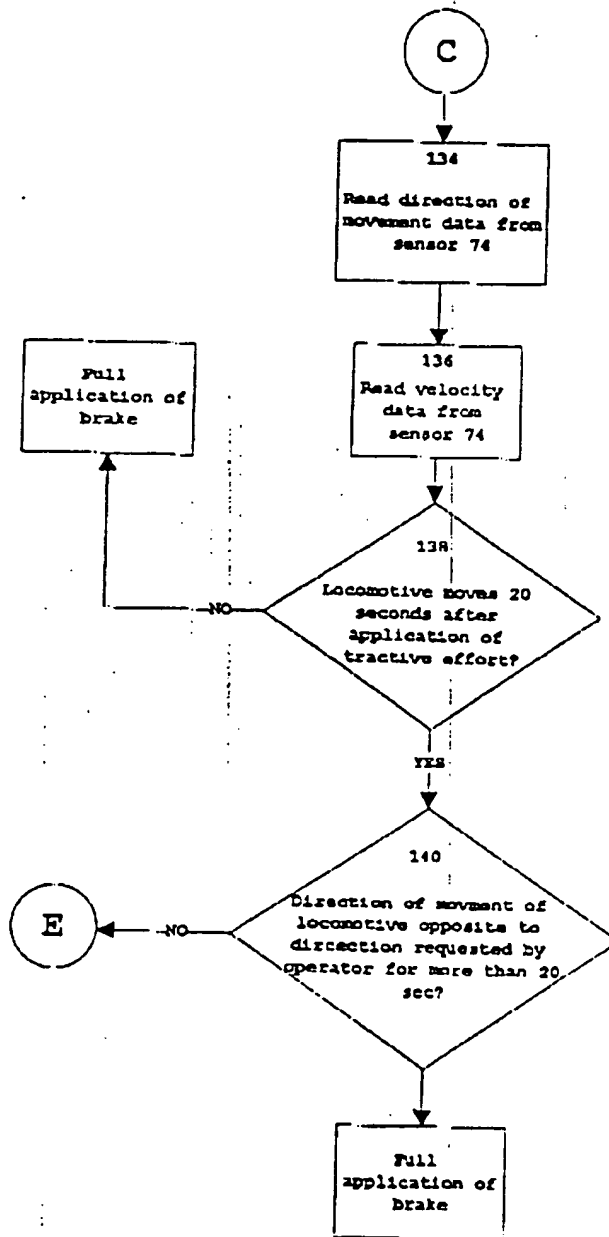 C
134
Read direction of
movement data from
sensor 74
136
Read velocity
data from
sensor 74
Full
application of
brake
138
Locomotive moves 20
seconds after
application of
tractive effort?
NO
YES
140
Direction of movment of
locomotive opposite to
dircection requested by
operator for more than 20
sec?
NO
E
Full
application of
brake